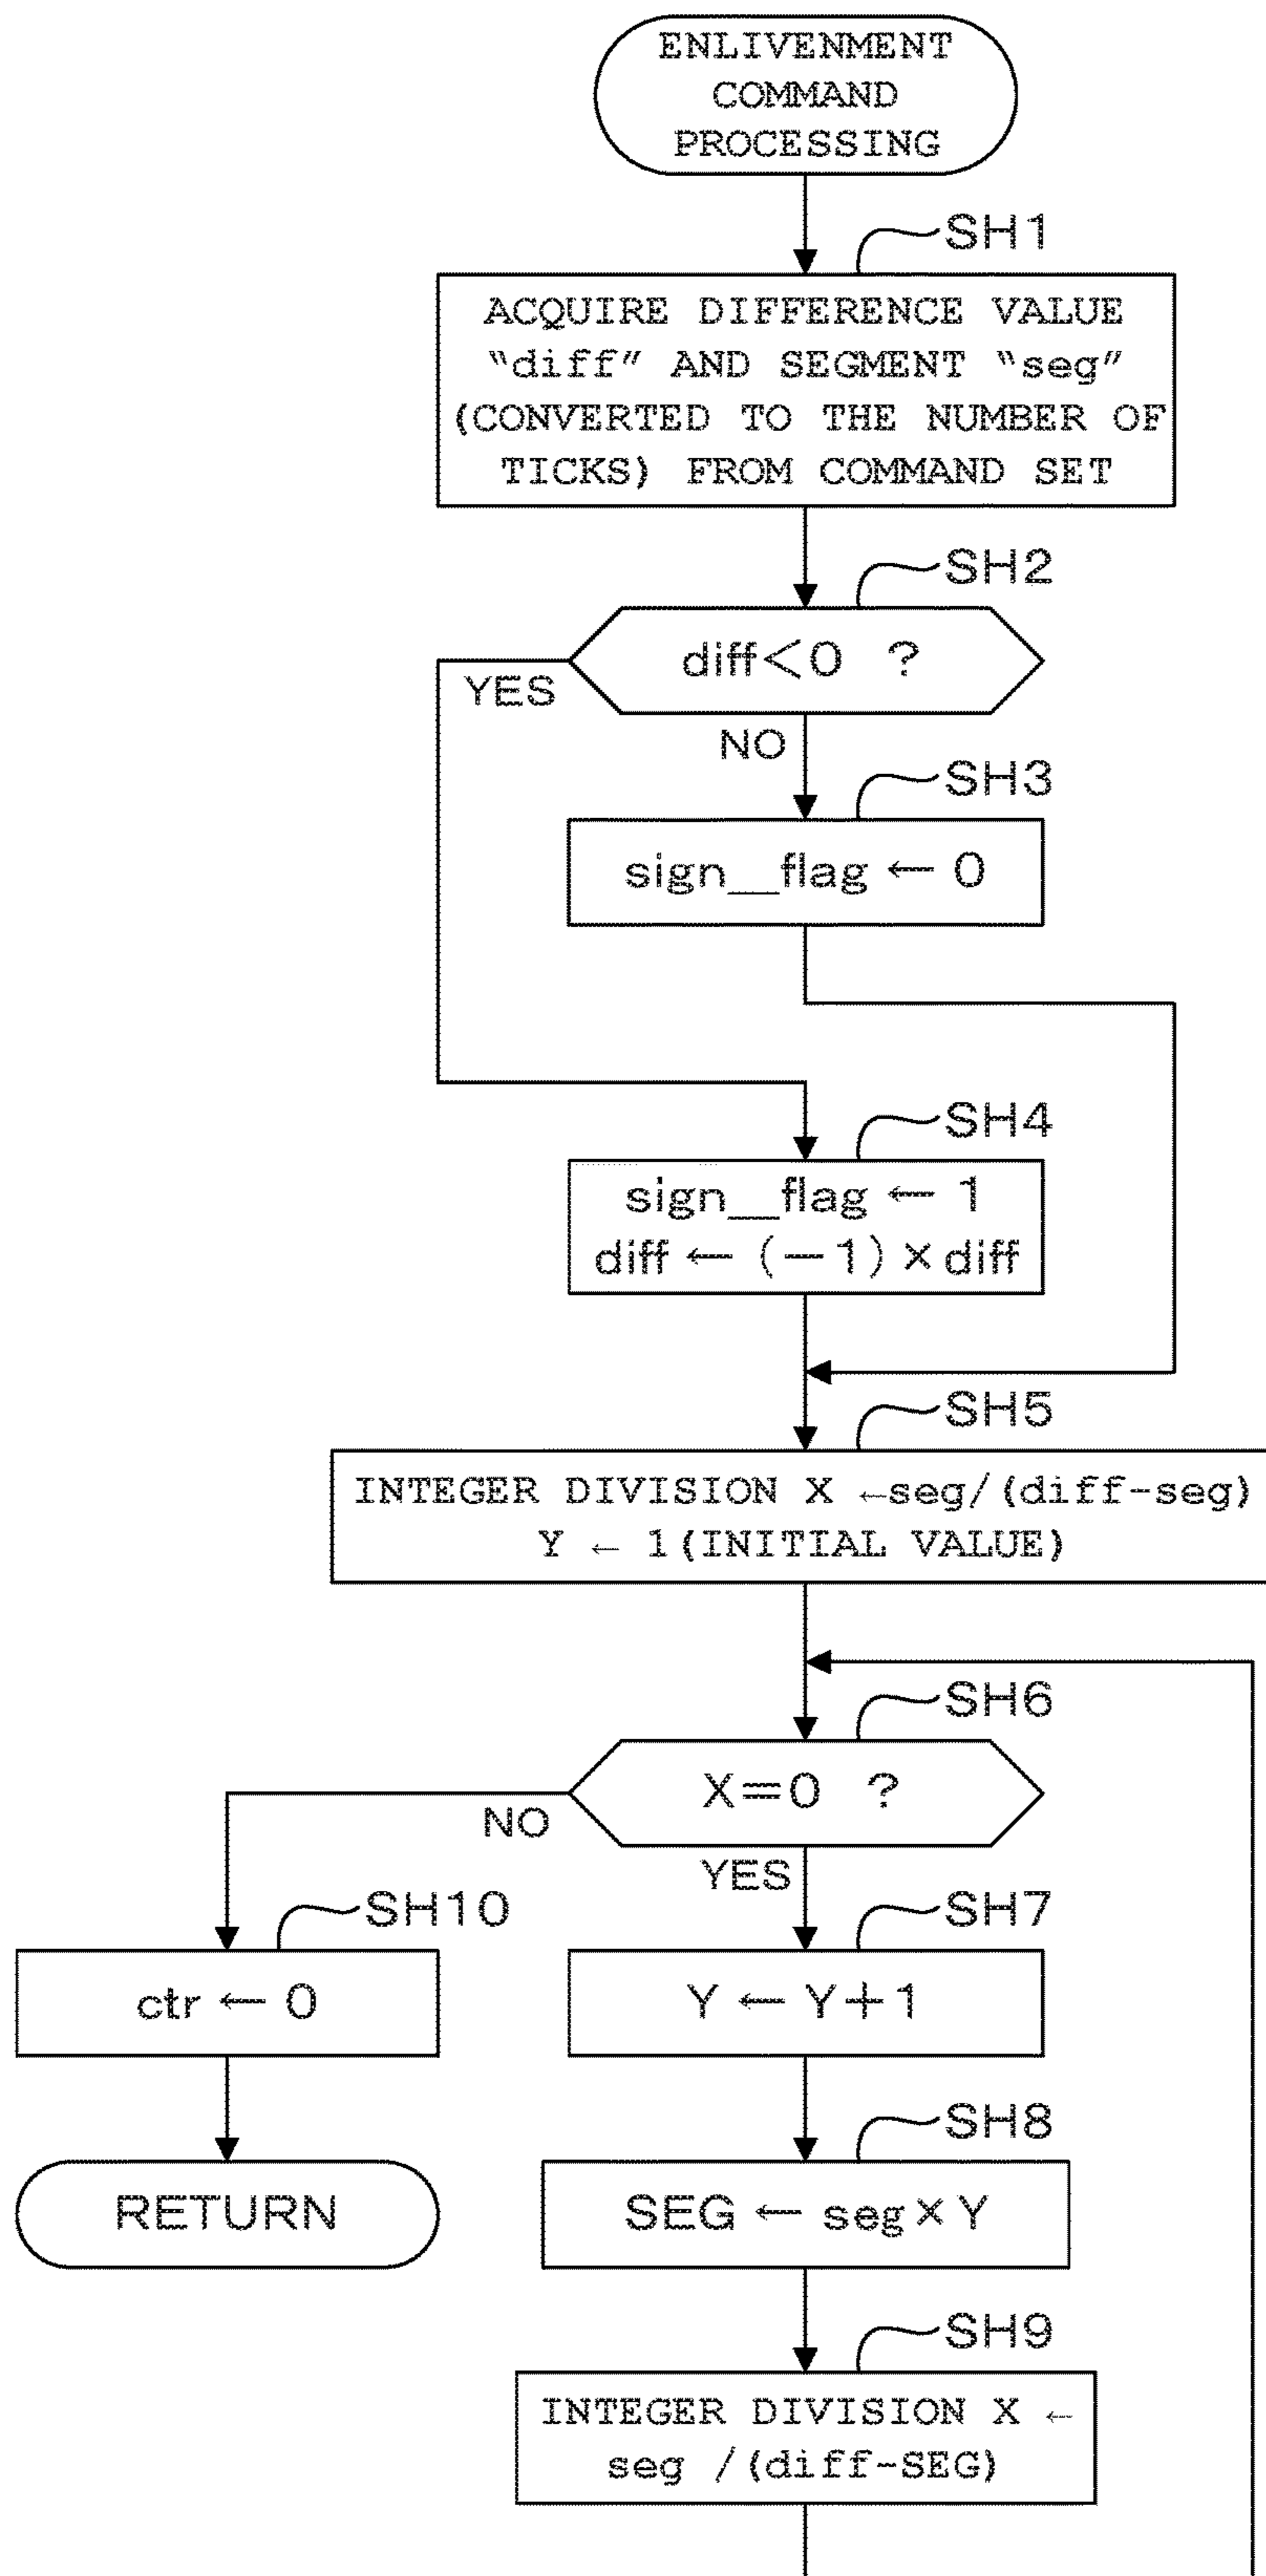 ENLIVENMENT
COMMAND
PROCESSING
SH1
ACQUIRE DIFFERENCE VALUE
“diff” AND SEGMENT “seg”
(CONVERTED TO THE NUMBER OF
TICKS) FROM COMMAND SET
SH2
diff<0 ?
YES
NO
SH3
sign__flag ← 0
SH4
sign__flag ← 1
diff ← (−1) × diff
SH5
INTEGER DIVISION X ←seg/(diff-seg)
Y ← 1(INITIAL VALUE)
SH6
X=0 ?
NO
YES
SH10
SH7
ctr ← 0
Y ← Y+1
SH8
RETURN
SEG ← seg×Y
SH9
INTEGER DIVISION X ←
seg /(diff-SEG)